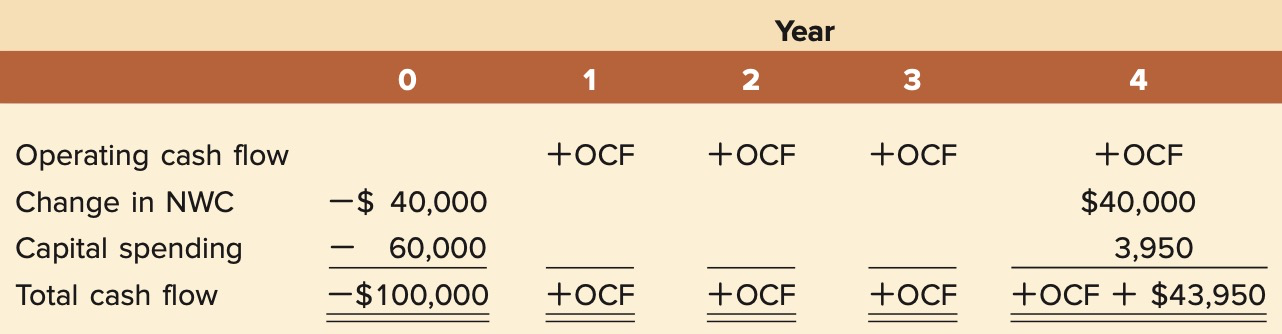 Year
0 1 2 3 4
Operating cash flow +OCF +OCF +OCF +OCF
Change in NWC −$ 40,000 $40,000
Capital spending − 60,000 3,950
Total cash flow −$100,000 +OCF +OCF +OCF +OCF + $43,950